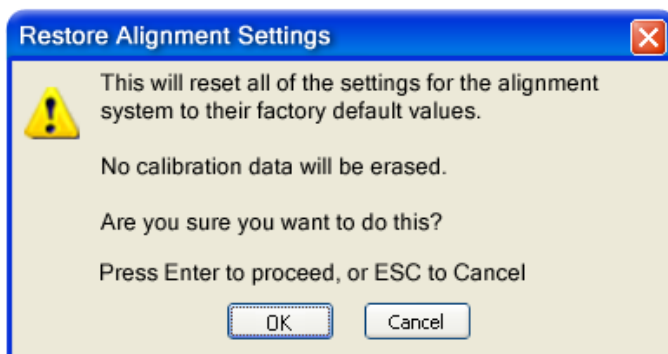 Restore Alignment Settings
This will reset all of the settings for the alignment
system to their factory default values.
No calibration data will be erased.
Are you sure you want to do this?
Press Enter to proceed, or ESC to Cancel
OK
Cancel